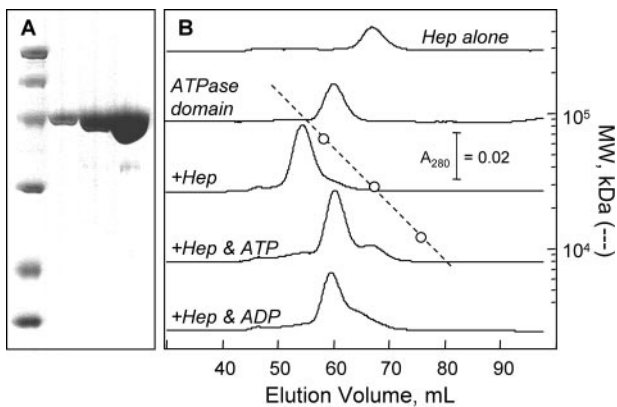 A
B
Hep alone
ATPase
domain
+Hep
+Hep & ATP
+Hep & ADP
A280 = 0.02
10^5
10^4
MW, kDa (---)
40 50 60 70 80 90
Elution Volume, mL